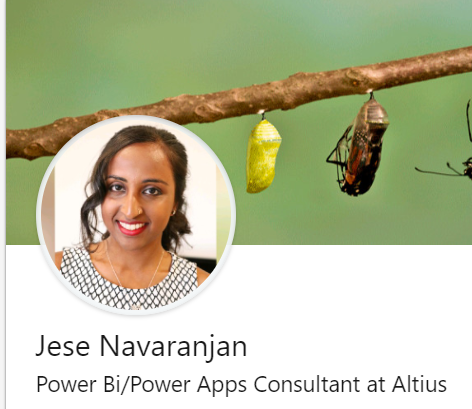 Jese Navaranjan
Power Bi/Power Apps Consultant at Altius